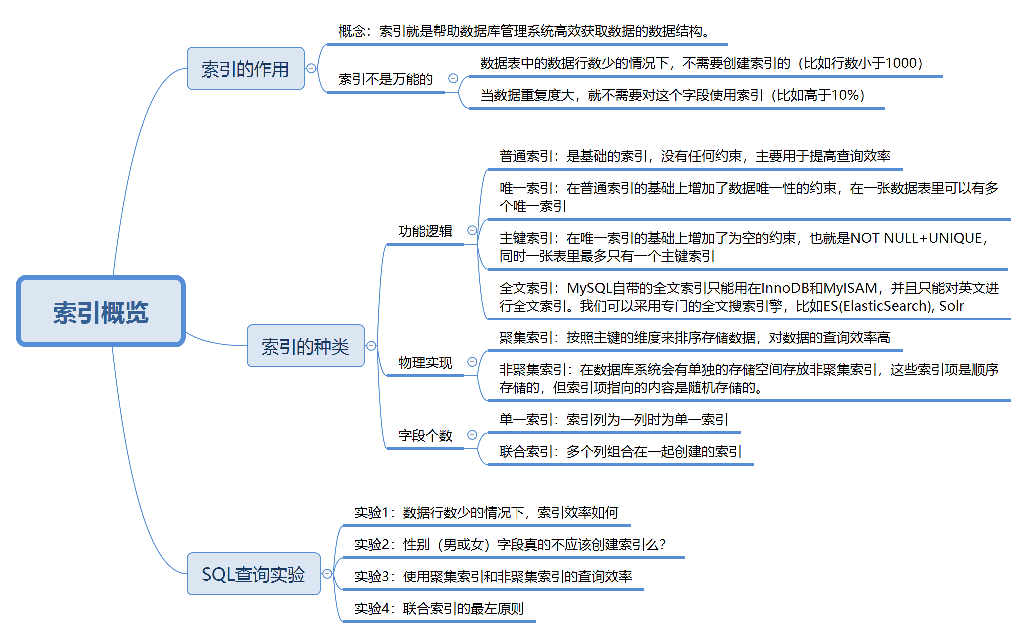 索引概览
索引的作用
概念：索引就是帮助数据库管理系统高效获取数据的数据结构。
索引不是万能的
数据表中的数据行数少的情况下，不需要创建索引的（比如行数小于1000）
当数据重复度大，就不需要对这个字段使用索引（比如高于10%）
索引的种类
功能逻辑
普通索引：是基础的索引，没有任何约束，主要用于提高查询效率
唯一索引：在普通索引的基础上增加了数据唯一性的约束，在一张数据表里可以有多
个唯一索引
主键索引：在唯一索引的基础上增加了为空的约束，也就是NOT NULL+UNIQUE，
同时一张表里最多只有一个主键索引
全文索引：MySQL自带的全文索引只能用在InnoDB和MyISAM，并且只能对英文进
行全文索引。我们可以采用专门的全文搜索引擎，比如ES(ElasticSearch), Solr
物理实现
聚集索引：按照主键的维度来排序存储数据，对数据的查询效率高
非聚集索引：在数据库系统会有单独的存储空间存放非聚集索引，这些索引项是顺序
存储的，但索引项指向的内容是随机存储的。
字段个数
单一索引：索引列为一列时为单一索引
联合索引：多个列组合在一起创建的索引
SQL查询实验
实验1：数据行数少的情况下，索引效率如何
实验2：性别（男或女）字段真的不应该创建索引么？
实验3：使用聚集索引和非聚集索引的查询效率
实验4：联合索引的最左原则